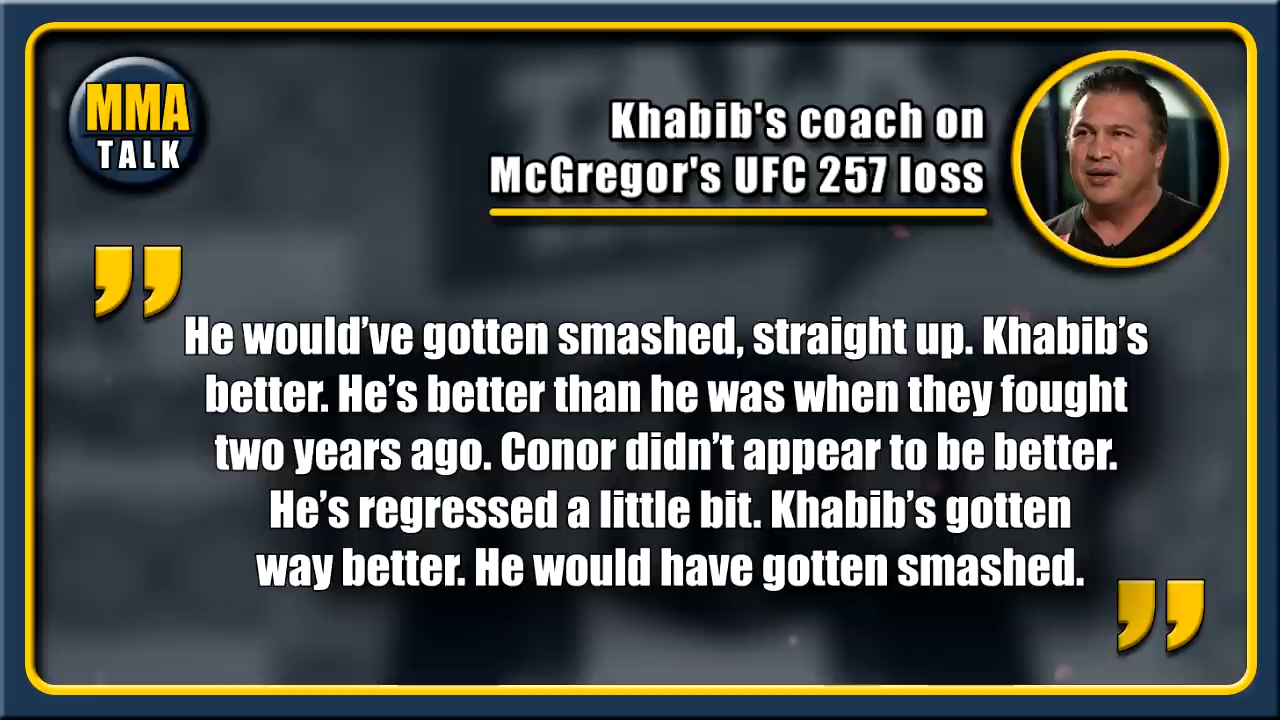 MMA
TALK
Khabib's coach on
McGregor's UFC 257 loss
”
He would’ve gotten smashed, straight up. Khabib’s
better. He’s better than he was when they fought
two years ago. Conor didn’t appear to be better.
He’s regressed a little bit. Khabib’s gotten
way better. He would have gotten smashed.
”